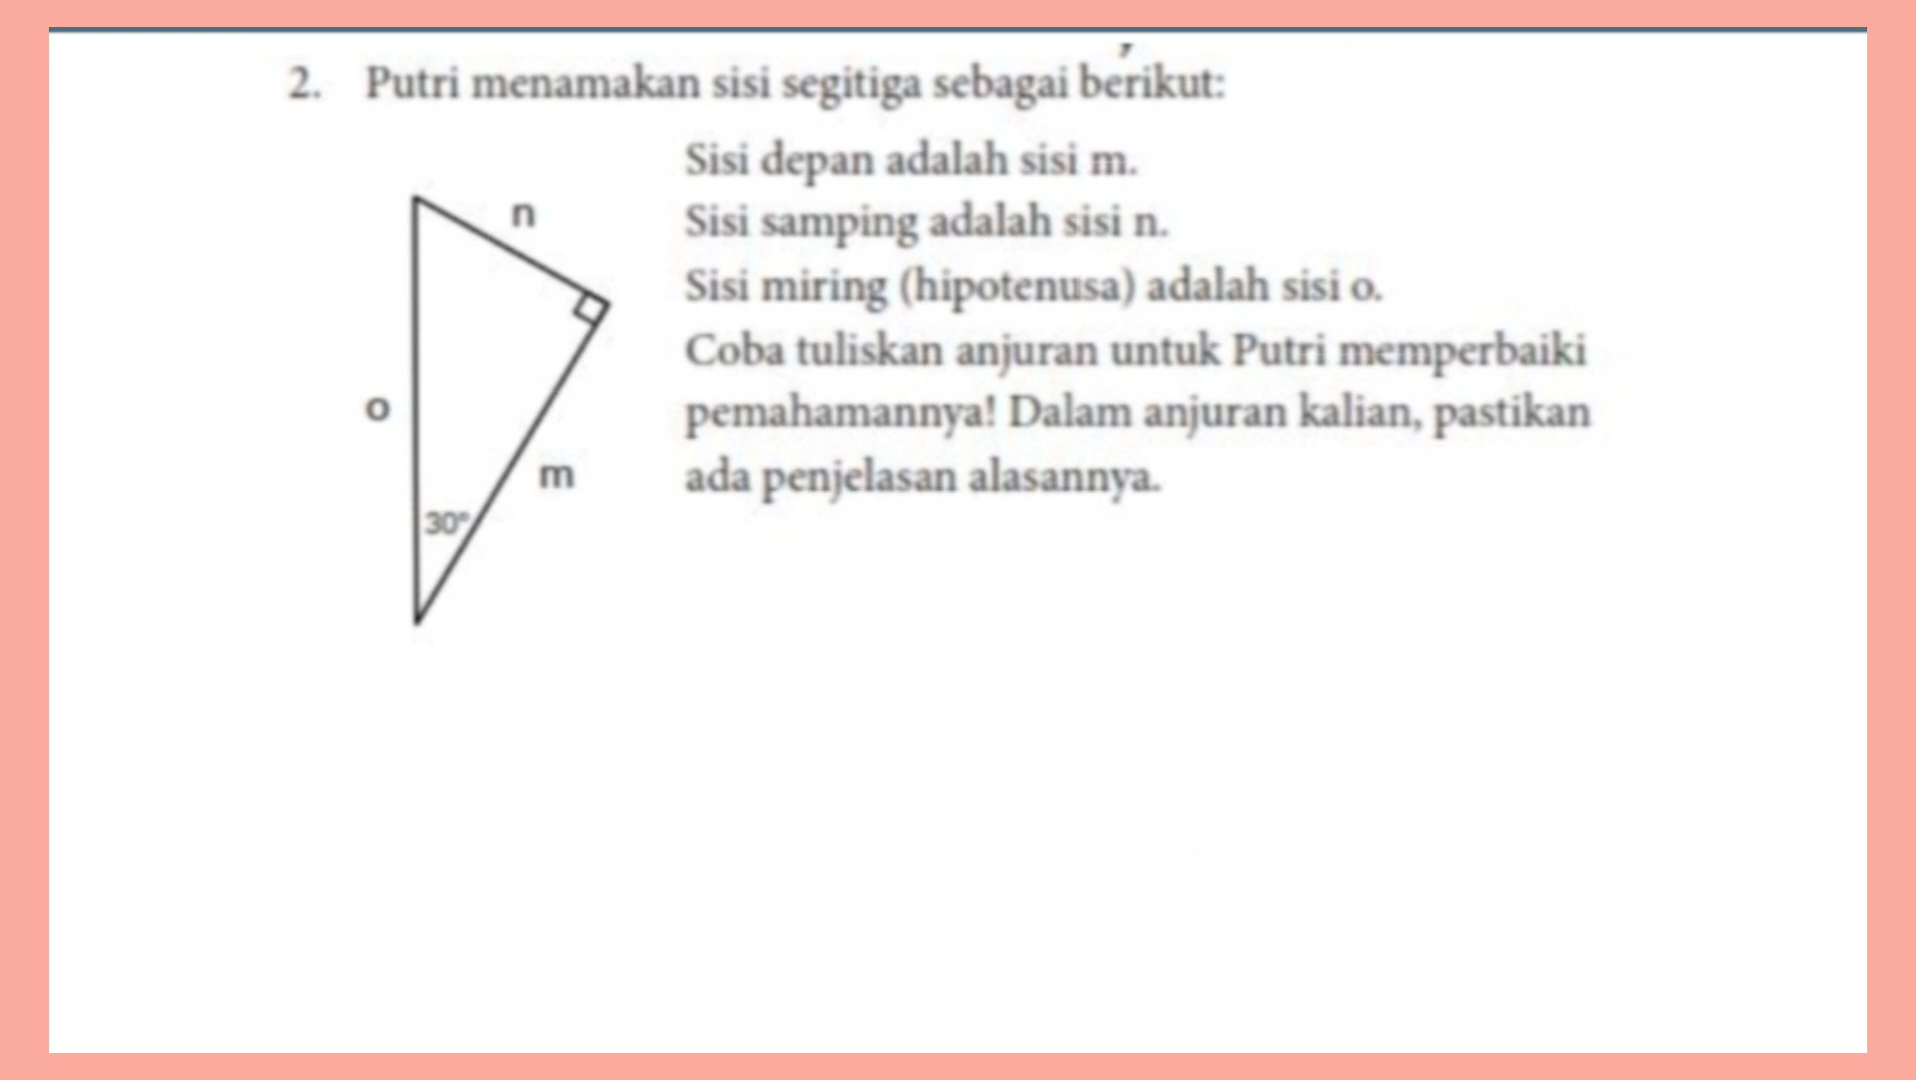 2. Putri menamakan sisi segitiga sebagai berikut:
Sisi depan adalah sisi m.
n
Sisi samping adalah sisi n.
Sisi miring (hipotenusa) adalah sisi o.
Coba tuliskan anjuran untuk Putri memperbaiki
o
pemahamannya! Dalam anjuran kalian, pastikan
m
ada penjelasan alasannya.
30°